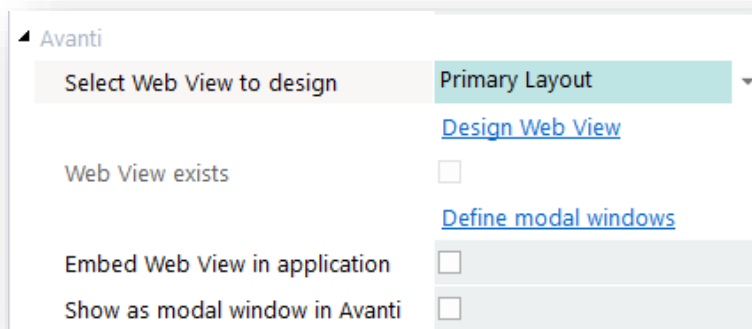 Avanti
Select Web View to design Primary Layout
Design Web View
Web View exists
Define modal windows
Embed Web View in application
Show as modal window in Avanti